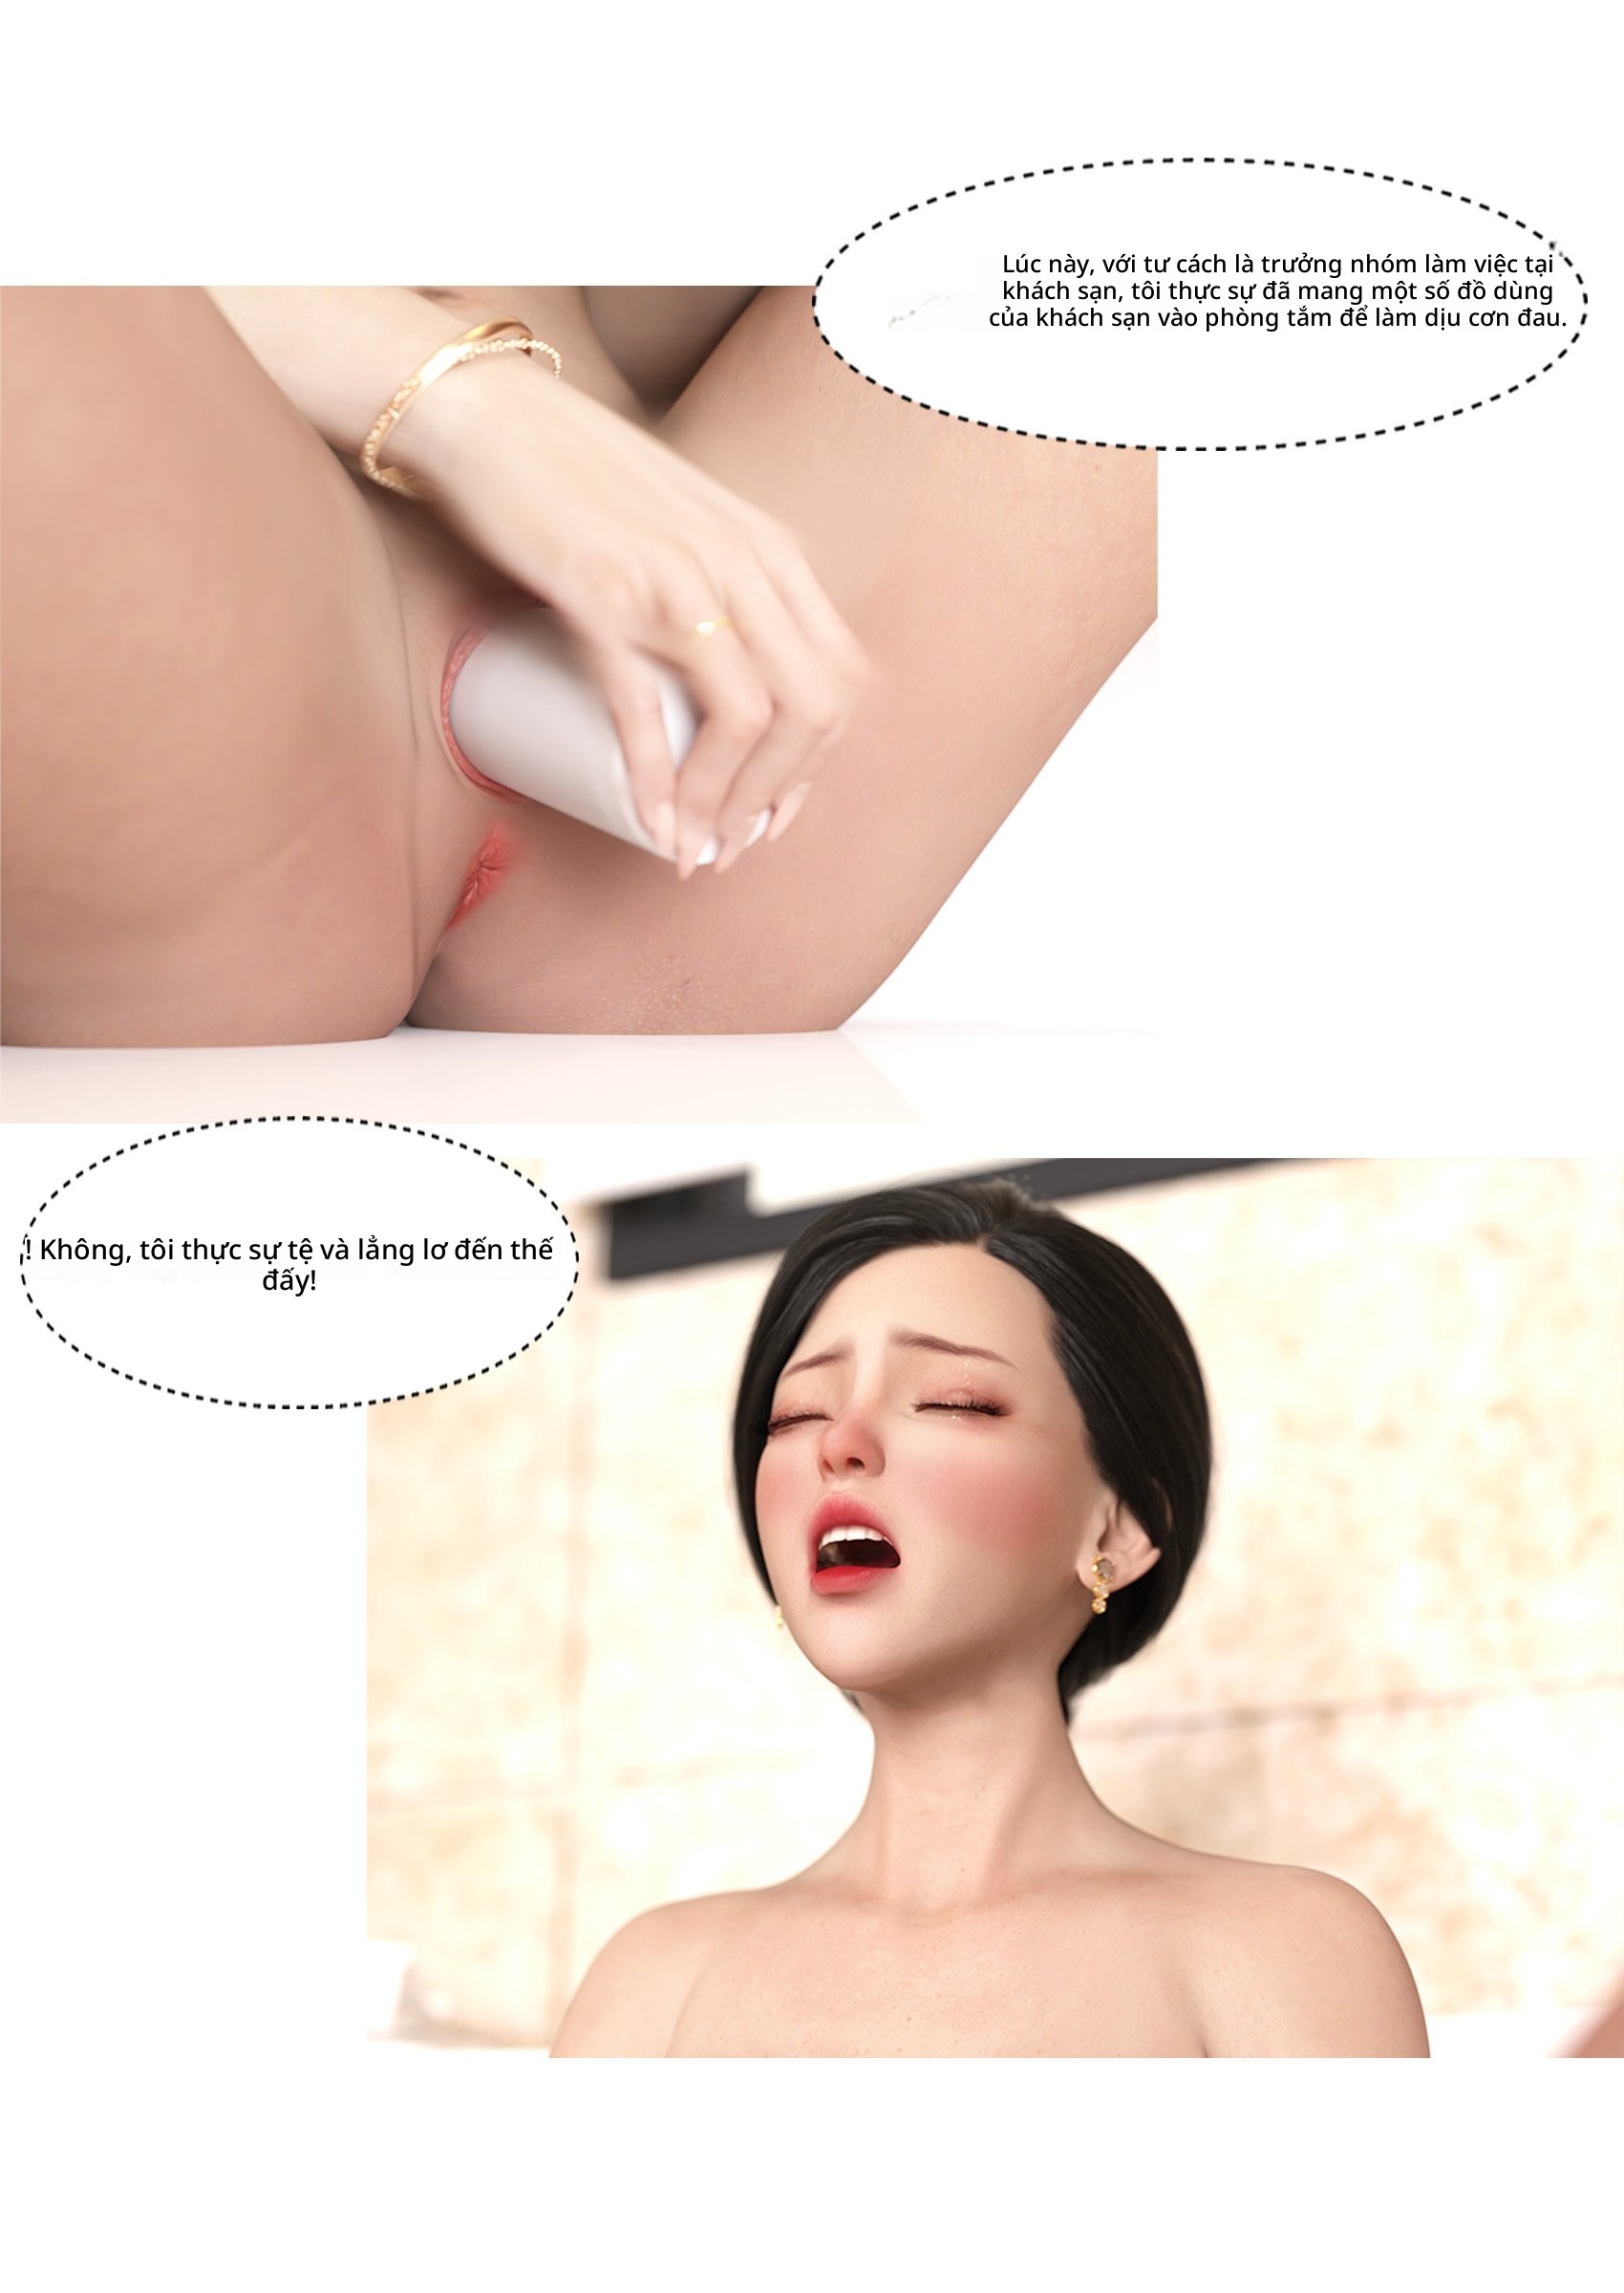 Lúc này, với tư cách là trưởng nhóm làm việc tại
khách sạn, tôi thực sự đã mang một số đồ dùng
của khách sạn vào phòng tắm để làm dịu cơn đau.
! Không, tôi thực sự tệ và lẳng lơ đến thế
đấy!